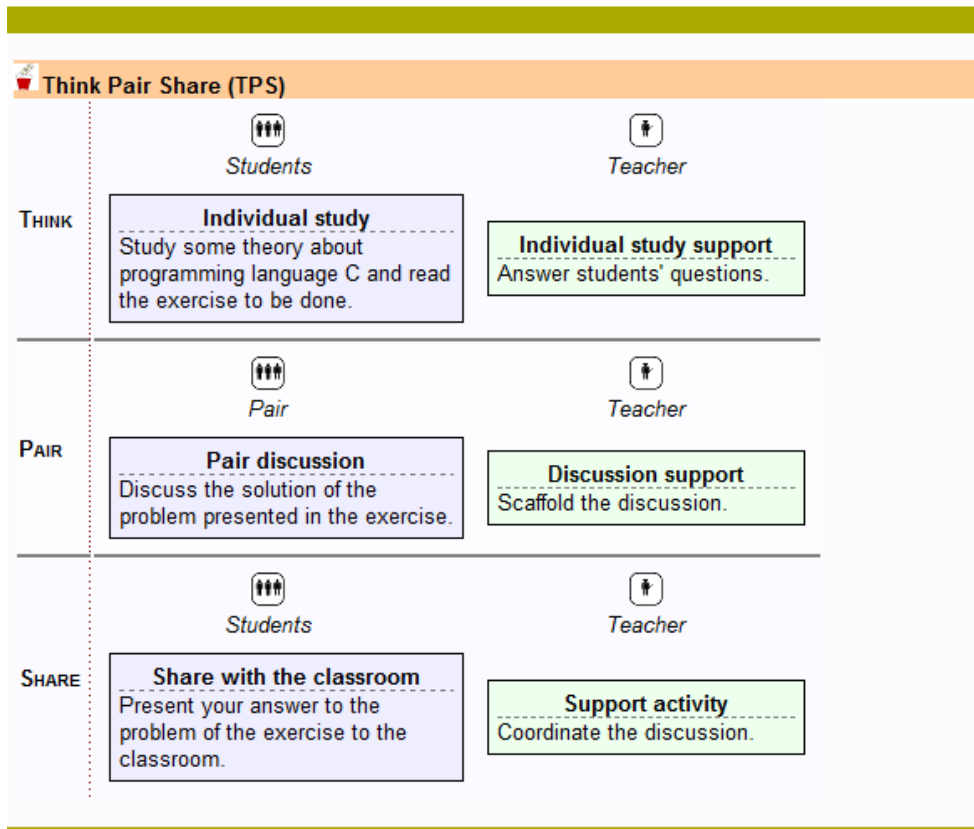 Think Pair Share (TPS)
Students
Teacher
THINK
Individual study
Study some theory about
programming language C and read
the exercise to be done.
Individual study support
Answer students' questions.
Pair
Teacher
PAIR
Pair discussion
Discuss the solution of the
problem presented in the exercise.
Discussion support
Scaffold the discussion.
Students
Teacher
SHARE
Share with the classroom
Present your answer to the
problem of the exercise to the
classroom.
Support activity
Coordinate the discussion.